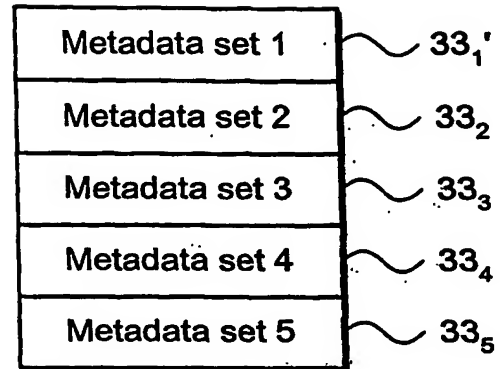 Metadata set 1 33₁'
Metadata set 2 33₂
Metadata set 3 33₃
Metadata set 4 33₄
Metadata set 5 33₅